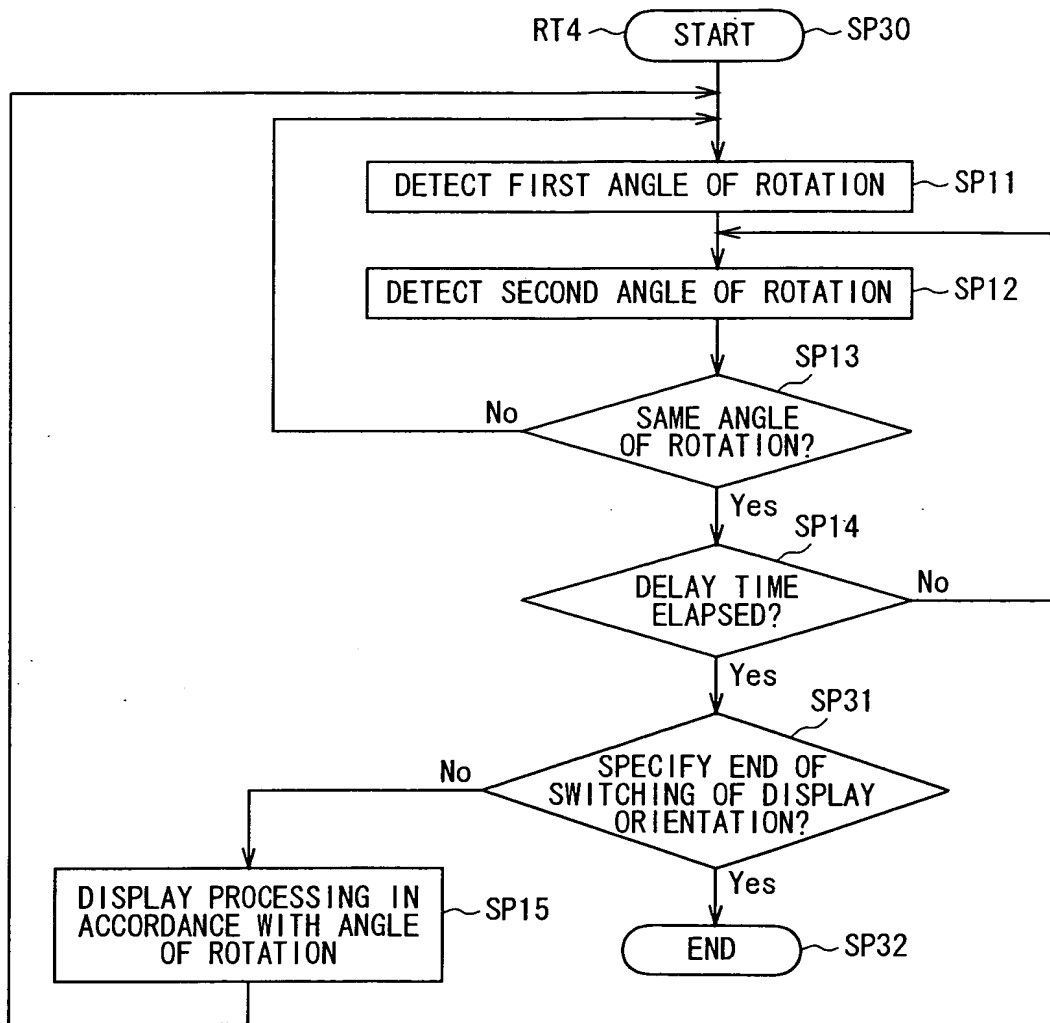 RT4 START SP30
DETECT FIRST ANGLE OF ROTATION SP11
DETECT SECOND ANGLE OF ROTATION SP12
SP13
No
SAME ANGLE
OF ROTATION?
Yes
SP14
DELAY TIME
ELAPSED?
No
Yes
SP31
No
SPECIFY END OF
SWITCHING OF DISPLAY
ORIENTATION?
Yes
DISPLAY PROCESSING IN
ACCORDANCE WITH ANGLE
OF ROTATION
SP15
END SP32